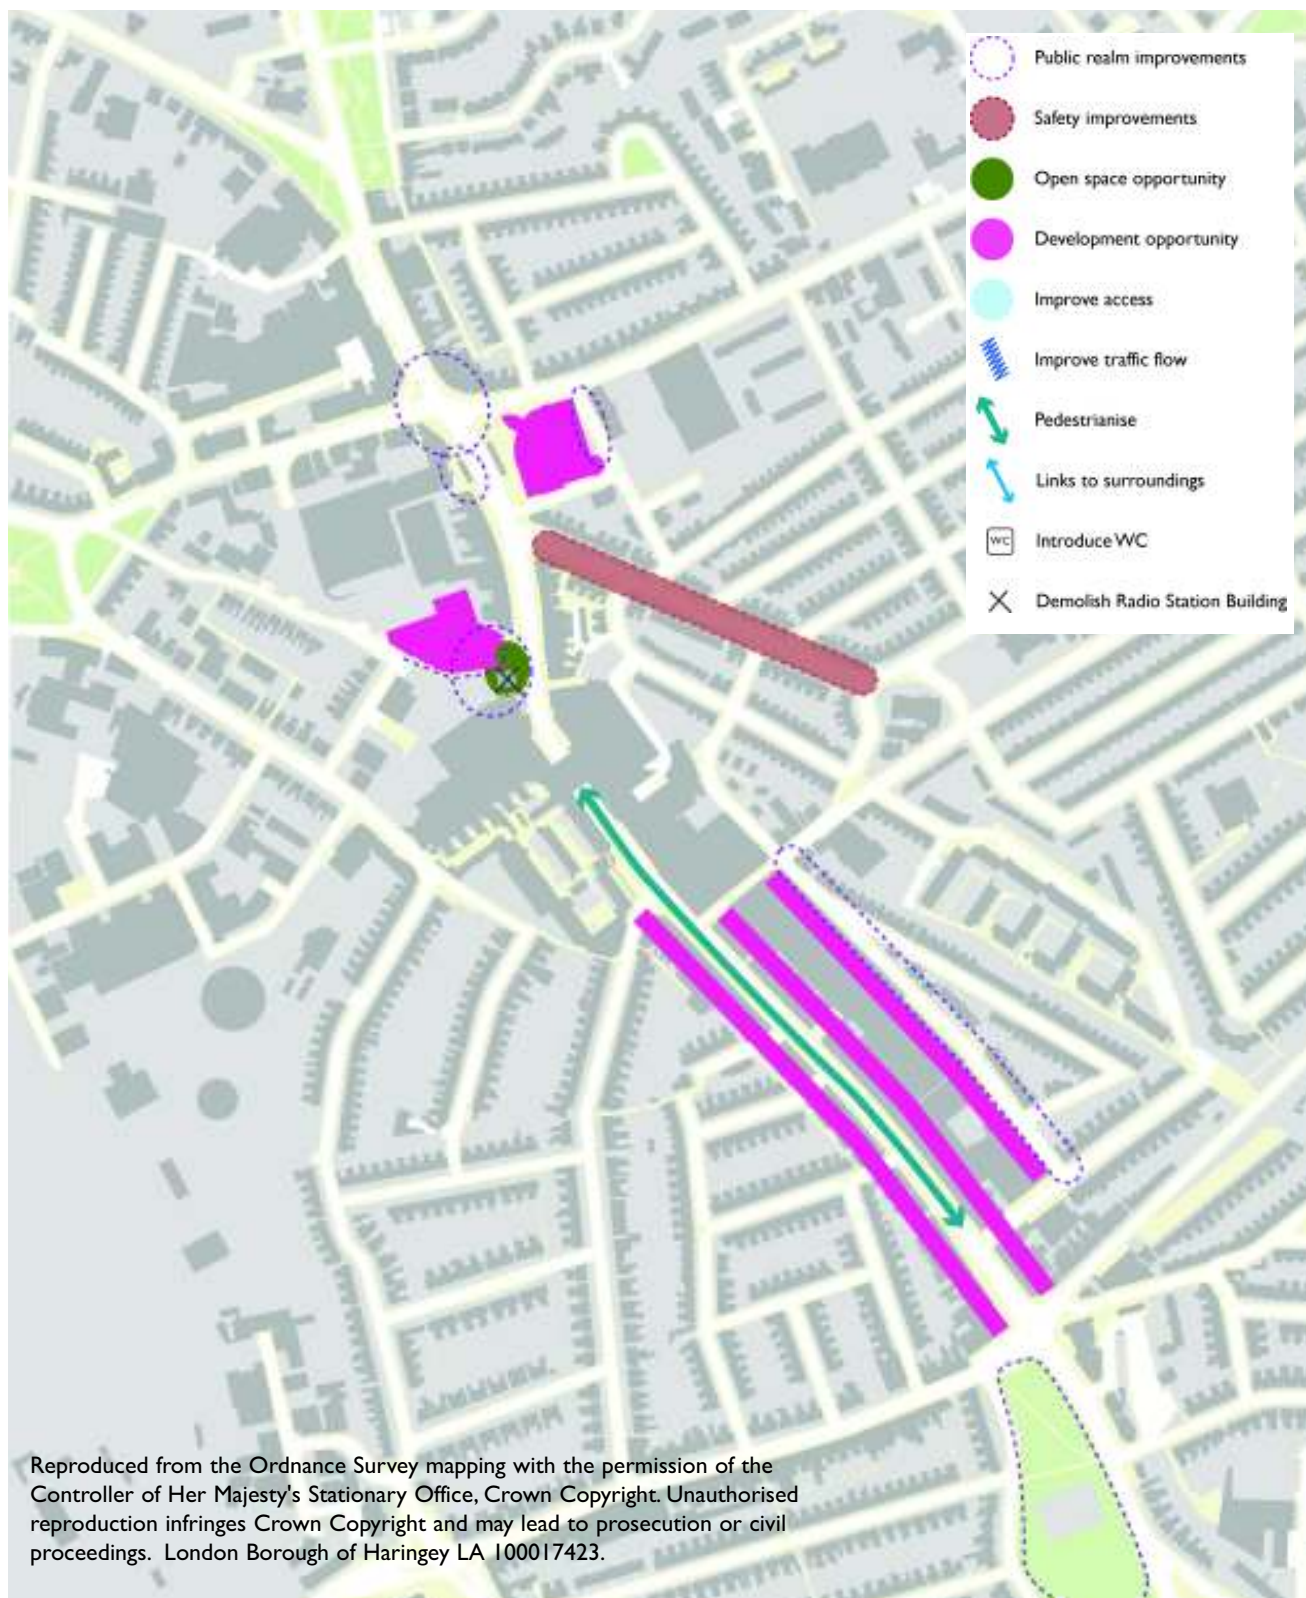 Public realm improvements
Safety improvements
Open space opportunity
Development opportunity
Improve access
Improve traffic flow
Pedestrianise
Links to surroundings
WC Introduce WC
Demolish Radio Station Building
Reproduced from the Ordnance Survey mapping with the permission of the
Controller of Her Majesty's Stationary Office, Crown Copyright. Unauthorised
reproduction infringes Crown Copyright and may lead to prosecution or civil
proceedings. London Borough of Haringey LA 100017423.